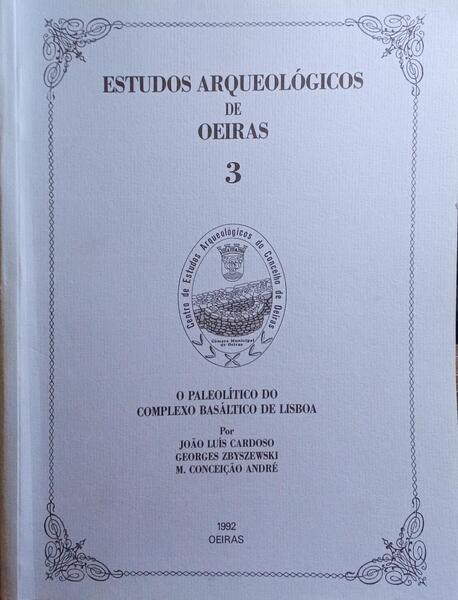 ESTUDOS ARQUEOLÓGICOS
DE
OEIRAS
3
Centro de Estudos Arqueológicos do Concelho de Oeiras
Câmara Municipal
de Oeiras
O PALEOLÍTICO DO
COMPLEXO BASÁLTICO DE LISBOA
Por
JOÃO LUÍS CARDOSO
GEORGES ZBYSZEWSKI
M. CONCEIÇÃO ANDRÉ
1992
OEIRAS